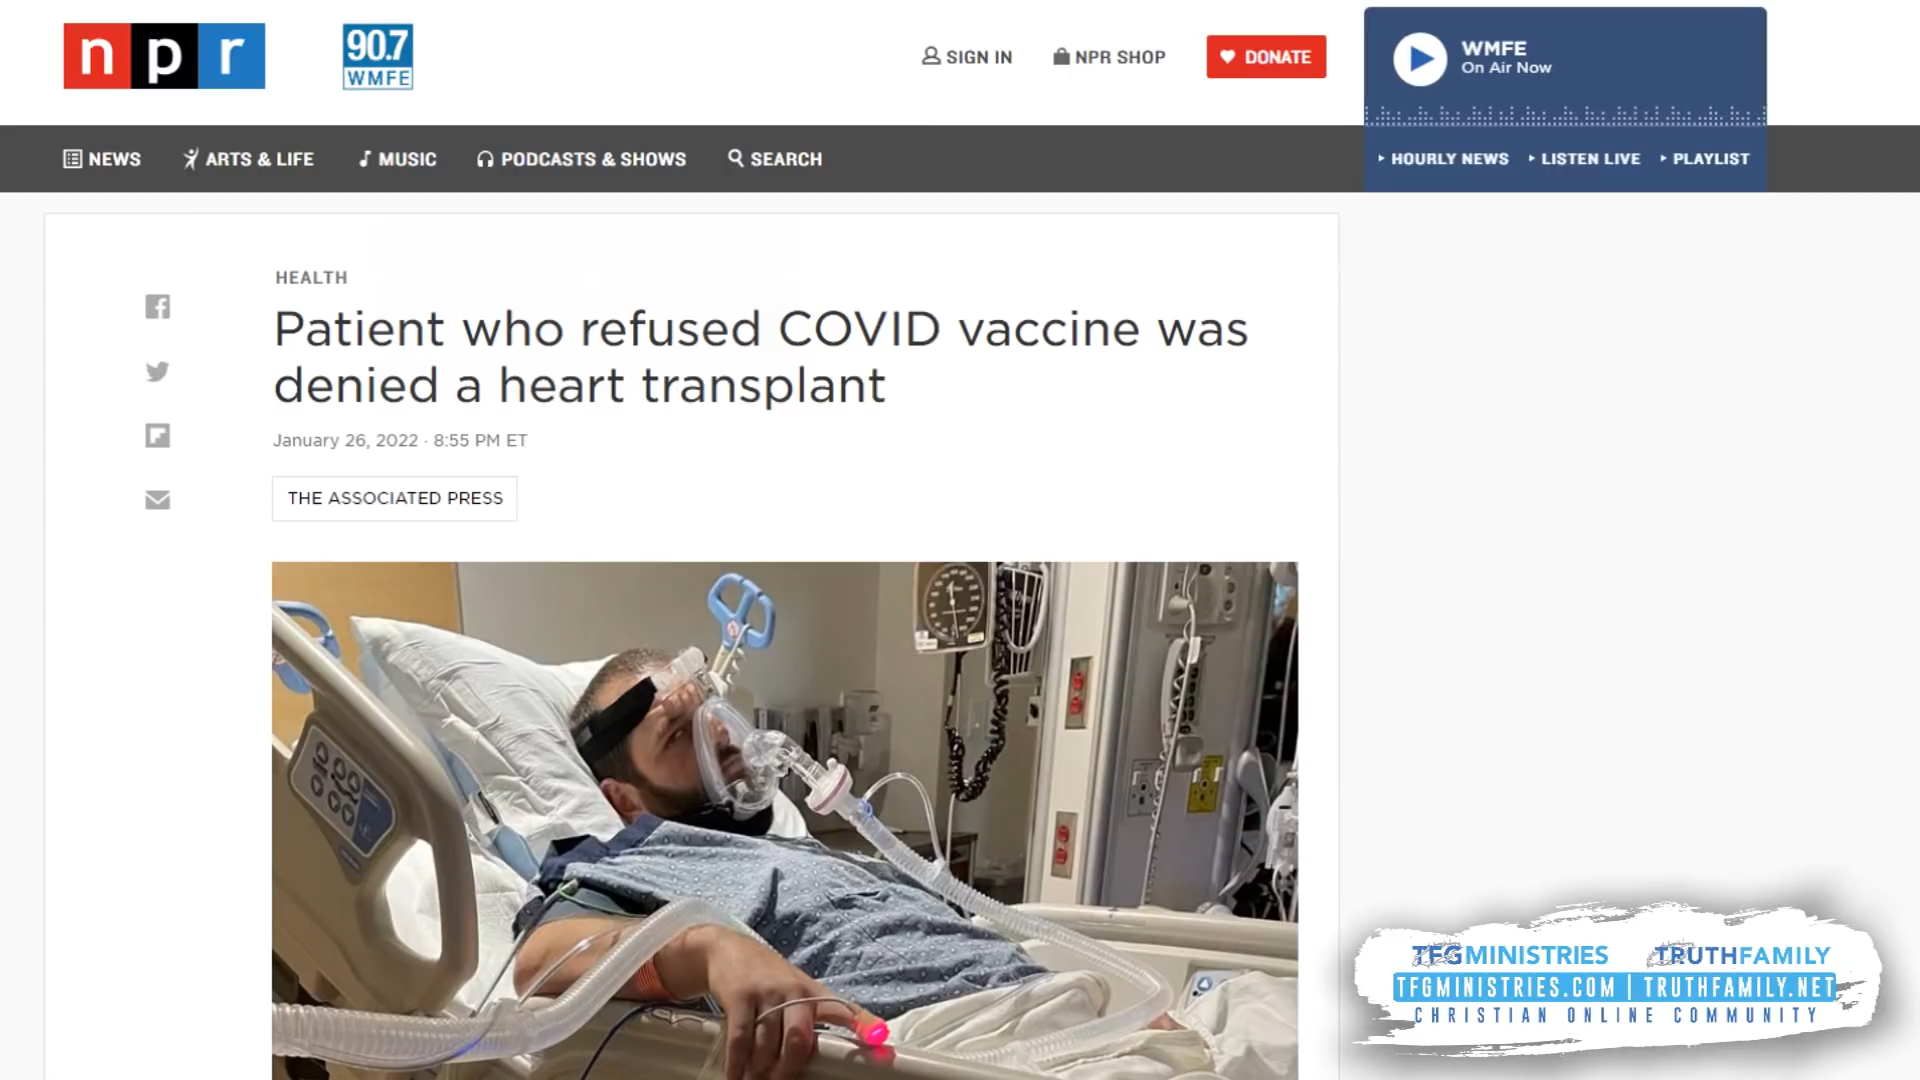 npr
90.7
WMFE
SIGN IN
NPR SHOP
DONATE
WMFE
On Air Now
NEWS
ARTS & LIFE
MUSIC
PODCASTS & SHOWS
SEARCH
HOURLY NEWS
LISTEN LIVE
PLAYLIST
HEALTH
Patient who refused COVID vaccine was
denied a heart transplant
January 26, 2022 · 8:55 PM ET
THE ASSOCIATED PRESS
TFGMINISTRIES TRUTHFAMILY
TFGMINISTRIES.COM | TRUTHFAMILY.NET
CHRISTIAN ONLINE COMMUNITY